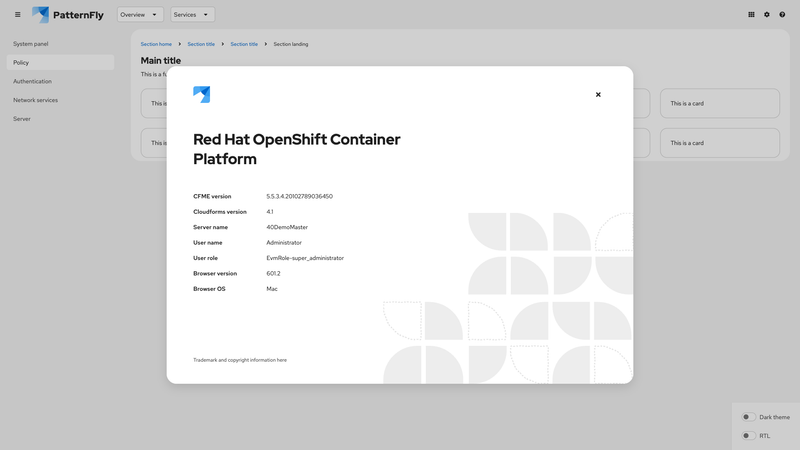 PatternFly
Overview
Services
System panel
Policy
Authentication
Network services
Server
Section home
Section title
Section title
Section landing
Main title
This is a
This is
This is a card
This is
This is a card
Red Hat OpenShift Container
Platform
CFME version 5.5.3.4.20102789036450
Cloudforms version 4.1
Server name 40DemoMaster
User name Administrator
User role EvmRole-super_administrator
Browser version 601.2
Browser OS Mac
Trademark and copyright information here
Dark theme
RTL